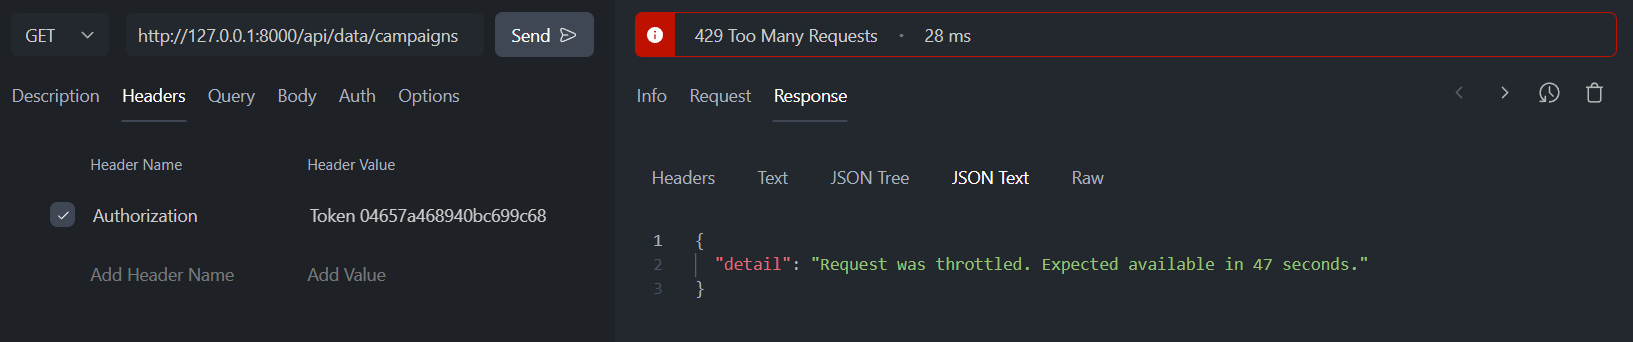 GET
http://127.0.0.1:8000/api/data/campaigns
Send
Description Headers Query Body Auth Options
Header Name Header Value
Authorization Token 04657a468940bc699c68
Add Header Name Add Value
429 Too Many Requests • 28 ms
Info Request Response
Headers Text JSON Tree JSON Text Raw
1 {
2 "detail": "Request was throttled. Expected available in 47 seconds."
3 }